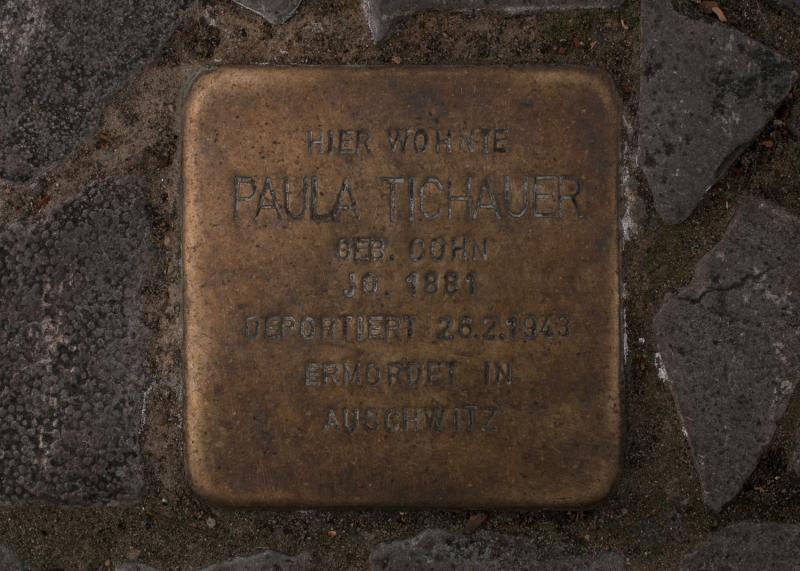 HIER WOHNTE
PAULA TICHAUER
GEB. COHN
JG. 1881
DEPORTIERT 26.2.1943
ERMORDET IN
AUSCHWITZ